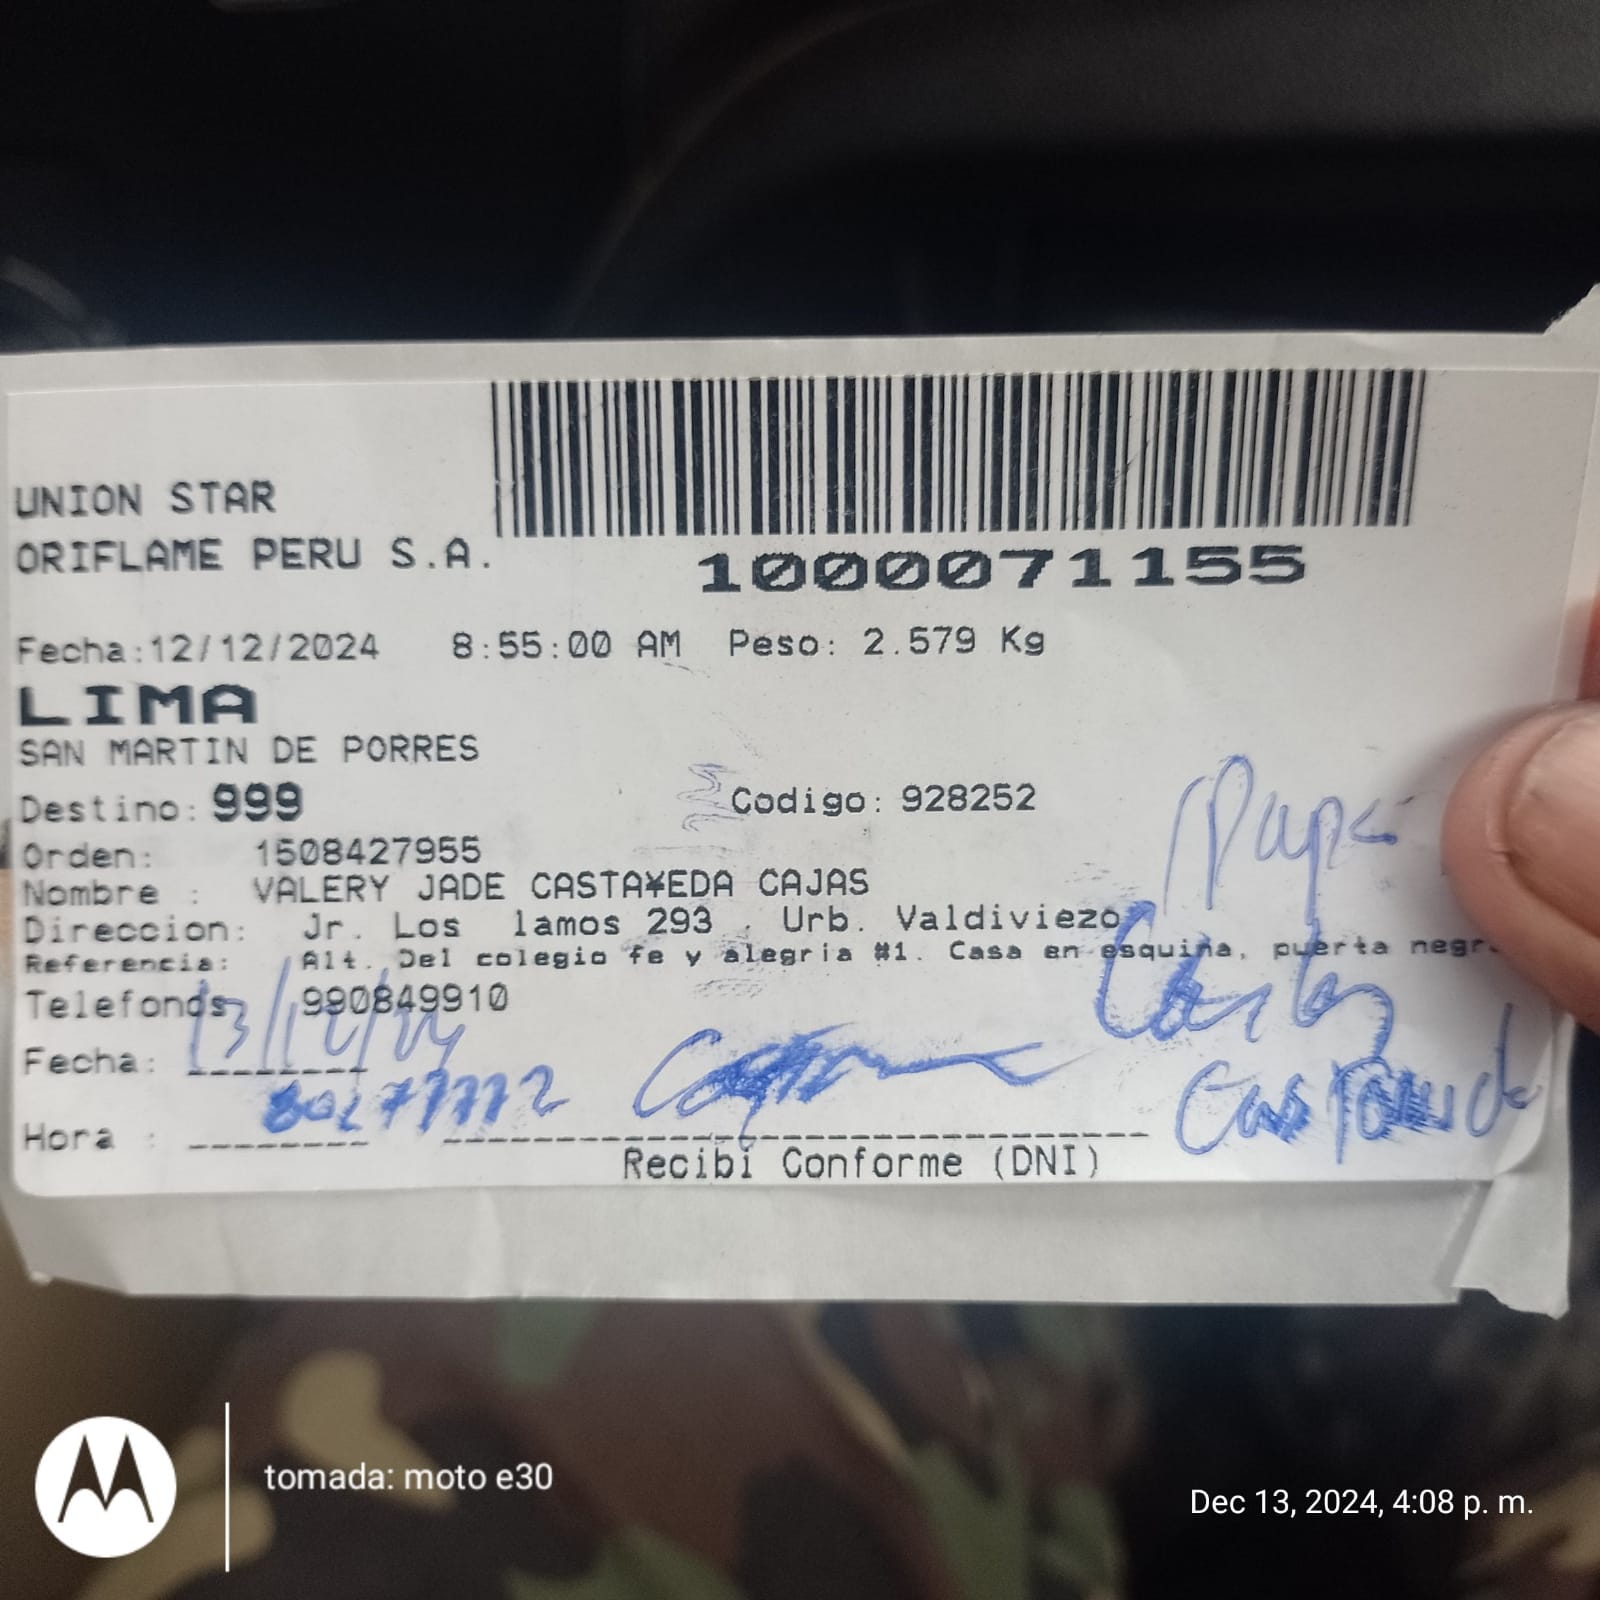 UNION STAR
ORIFLAME PERU S.A.
1000071155
Fecha:12/12/2024 8:55:00 AM Peso: 2.579 Kg
LIMA
SAN MARTIN DE PORRES
Destino: 999 Codigo: 928252
Orden: 1508427955
Nombre : VALERY JADE CASTA¥EDA CAJAS
Direccion: Jr. Los lamos 293 . Urb. Valdiviezo
Referencia: Alt. Del colegio fe y alegria #1. Casa en esquina, puerta negr
Telefonos 990849910
Papa
Carlos
Castañeda
Fecha: 13/12/24
Hora :
Recibi Conforme (DNI)
tomada: moto e30
Dec 13, 2024, 4:08 p. m.